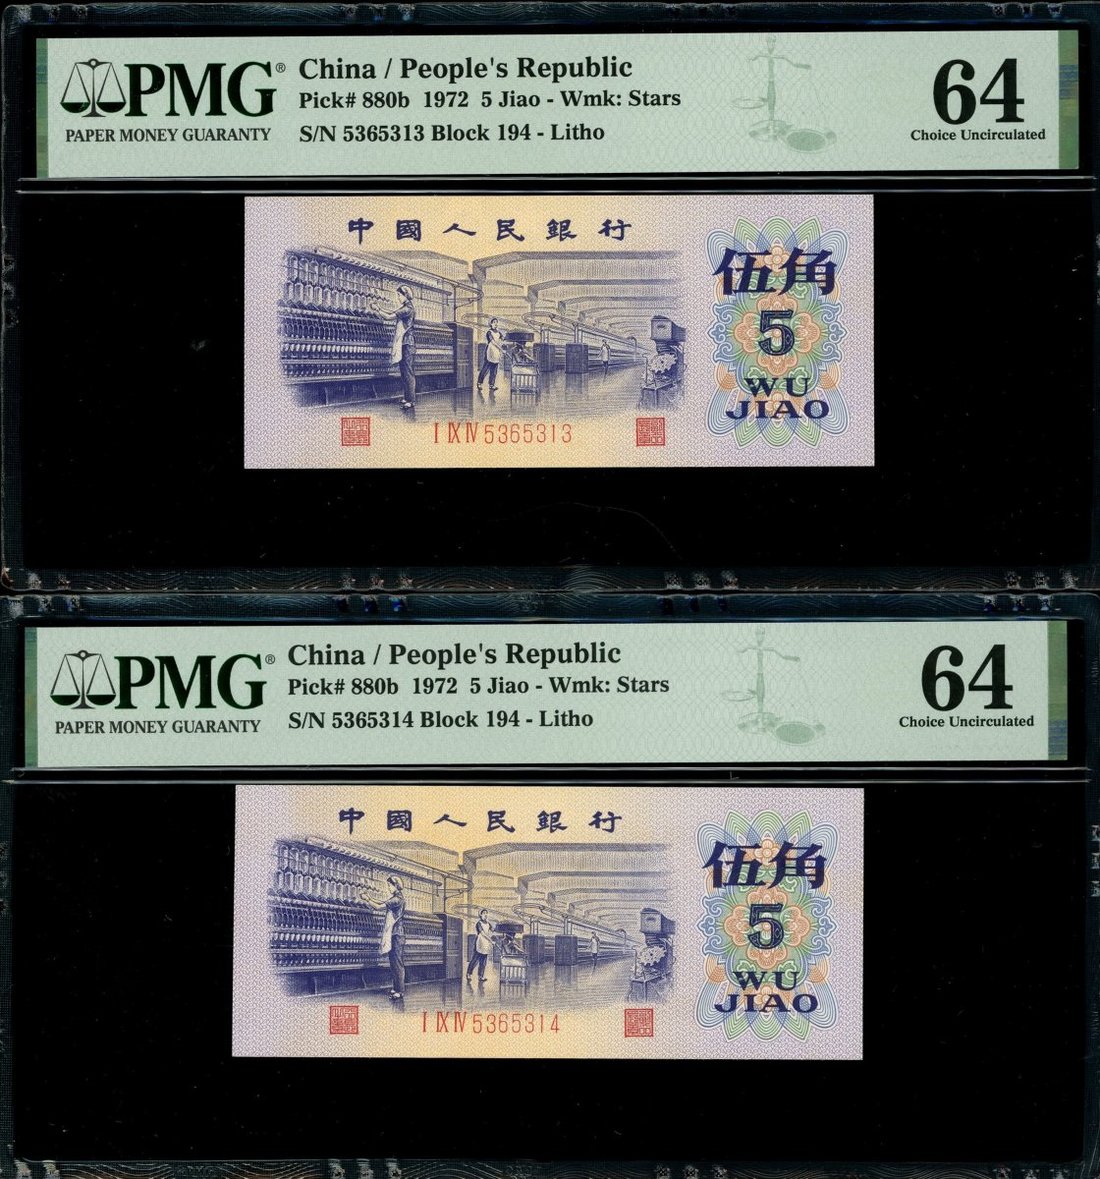 PMG®
PAPER MONEY GUARANTY
China / People's Republic
Pick# 880b 1972 5 Jiao - Wmk: Stars
S/N 5365313 Block 194 - Litho
64
Choice Uncirculated
中國人民銀行
伍角
5
WU
JIAO
I IX IV 5365313
PMG®
PAPER MONEY GUARANTY
China / People's Republic
Pick# 880b 1972 5 Jiao - Wmk: Stars
S/N 5365314 Block 194 - Litho
64
Choice Uncirculated
中國人民銀行
伍角
5
WU
JIAO
I IX IV 5365314